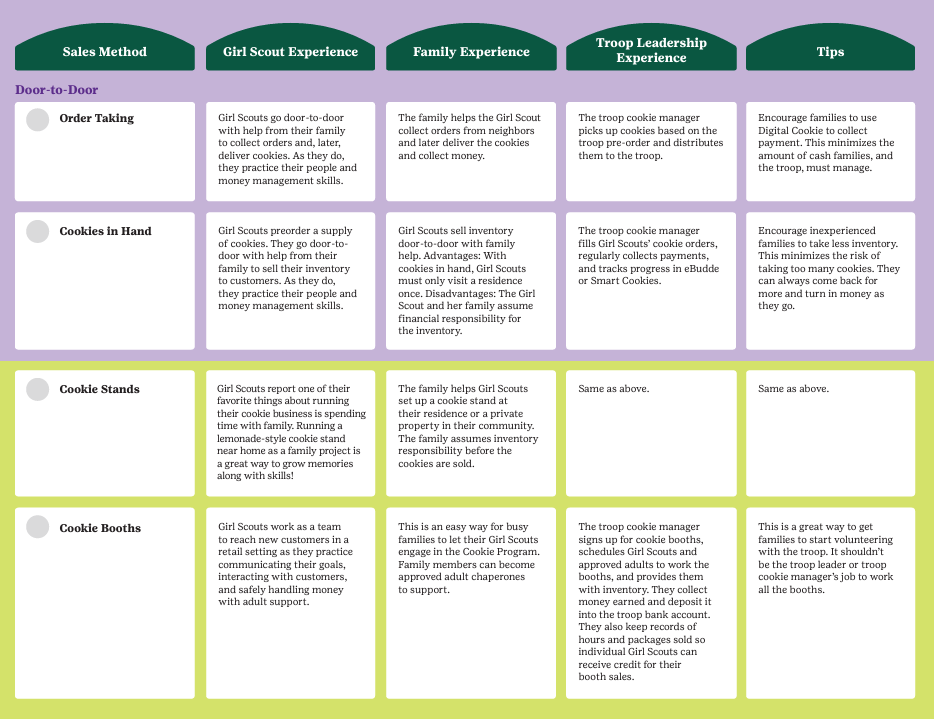 Sales Method
Girl Scout Experience
Family Experience
Troop Leadership
Experience
Tips
Door-to-Door
Order Taking
Girl Scouts go door-to-door
with help from their family
to collect orders and, later,
deliver cookies. As they do,
they practice their people and
money management skills.
The family helps the Girl Scout
collect orders from neighbors
and later deliver the cookies
and collect money.
The troop cookie manager
picks up cookies based on the
troop pre-order and distributes
them to the troop.
Encourage families to use
Digital Cookie to collect
payment. This minimizes the
amount of cash families, and
the troop, must manage.
Cookies in Hand
Girl Scouts preorder a supply
of cookies. They go door-to-
door with help from their
family to sell their inventory
to customers. As they do,
they practice their people and
money management skills.
Girl Scouts sell inventory
door-to-door with family
help. Advantages: With
cookies in hand, Girl Scouts
must only visit a residence
once. Disadvantages: The Girl
Scout and her family assume
financial responsibility for
the inventory.
The troop cookie manager
fills Girl Scouts' cookie orders,
regularly collects payments,
and tracks progress in eBudde
or Smart Cookies.
Encourage inexperienced
families to take less inventory.
This minimizes the risk of
taking too many cookies. They
can always come back for
more and turn in money as
they go.
Cookie Stands
Girl Scouts report one of their
favorite things about running
their cookie business is spending
time with family. Running a
lemonade-style cookie stand
near home as a family project is
a great way to grow memories
along with skills!
The family helps Girl Scouts
set up a cookie stand at
their residence or a private
property in their community.
The family assumes inventory
responsibility before the
cookies are sold.
Same as above.
Same as above.
Cookie Booths
Girl Scouts work as a team
to reach new customers in a
retail setting as they practice
communicating their goals,
interacting with customers,
and safely handling money
with adult support.
This is an easy way for busy
families to let their Girl Scouts
engage in the Cookie Program.
Family members can become
approved adult chaperones
to support.
The troop cookie manager
signs up for cookie booths,
schedules Girl Scouts and
approved adults to work the
booths, and provides them
with inventory. They collect
money earned and deposit it
into the troop bank account.
They also keep records of
hours and packages sold so
individual Girl Scouts can
receive credit for their
booth sales.
This is a great way to get
families to start volunteering
with the troop. It shouldn't
be the troop leader or troop
cookie manager's job to work
all the booths.